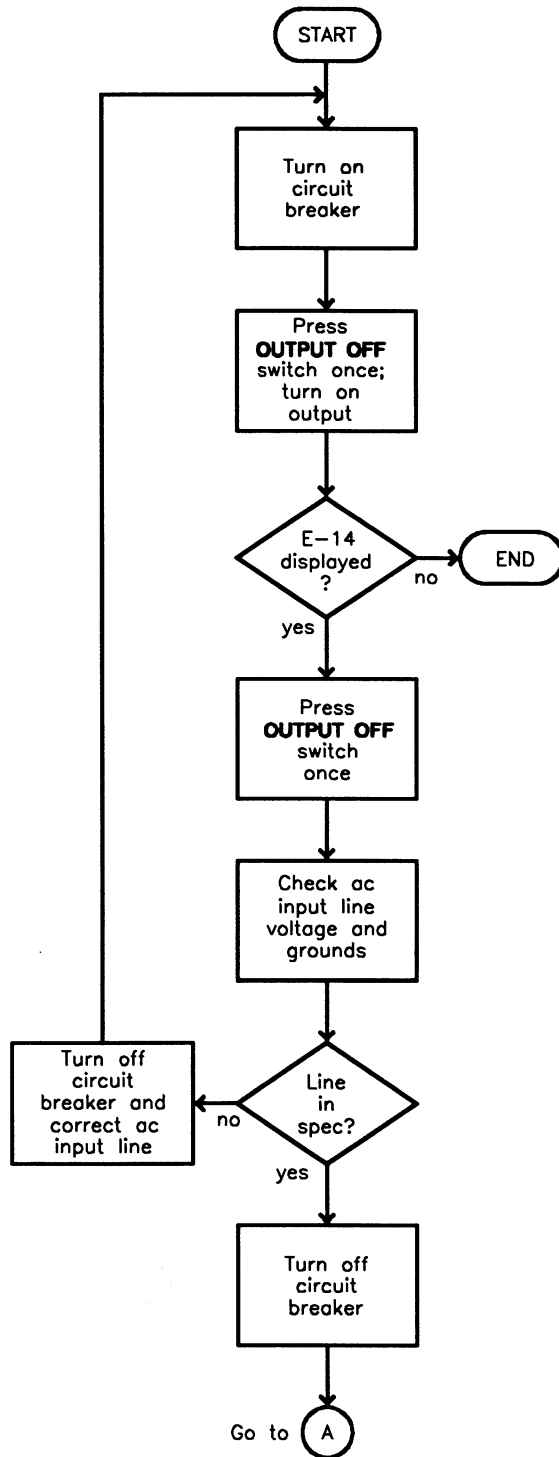 START
Turn on
circuit
breaker
Press
OUTPUT OFF
switch once;
turn on
output
E-14
displayed
?
no
END
yes
Press
OUTPUT OFF
switch
once
Check ac
input line
voltage and
grounds
Line
in
spec?
no
Turn off
circuit
breaker and
correct ac
input line
yes
Turn off
circuit
breaker
Go to
A